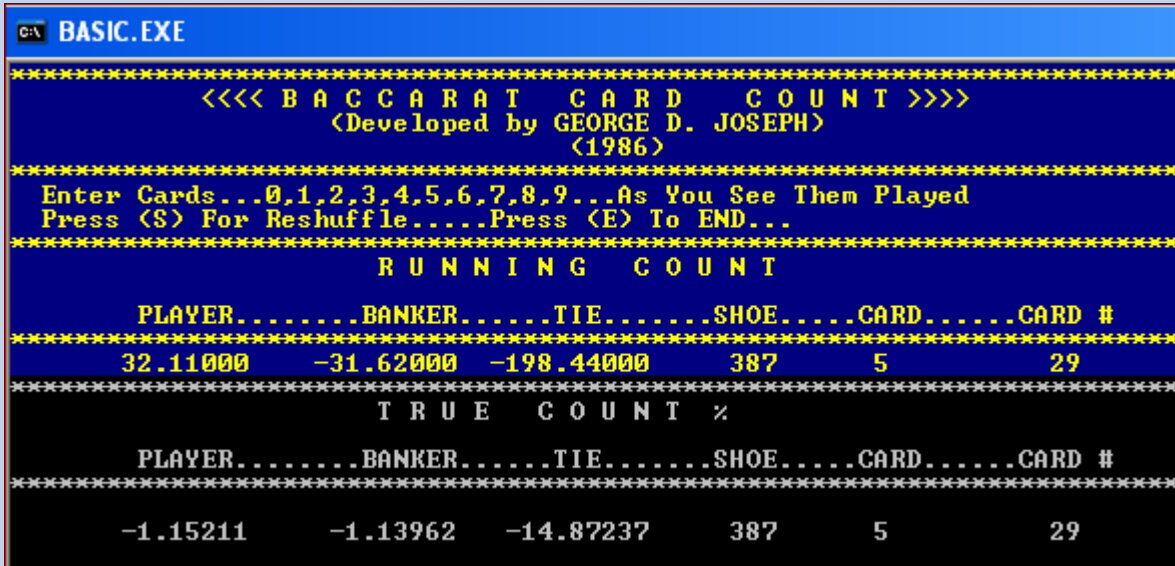 C:\ BASIC.EXE
****************************************************************************
<<<< B A C C A R A T   C A R D   C O U N T >>>>
(Developed by GEORGE D. JOSEPH)
(1986)
****************************************************************************
Enter Cards...0,1,2,3,4,5,6,7,8,9...As You See Them Played
Press (S) For Reshuffle.....Press (E) To END...
****************************************************************************
R U N N I N G   C O U N T
PLAYER........BANKER......TIE.......SHOE.....CARD......CARD #
****************************************************************************
32.11000   -31.62000   -198.44000   387   5   29
****************************************************************************
T R U E   C O U N T   %
PLAYER........BANKER......TIE.......SHOE.....CARD......CARD #
****************************************************************************
-1.15211   -1.13962   -14.87237   387   5   29